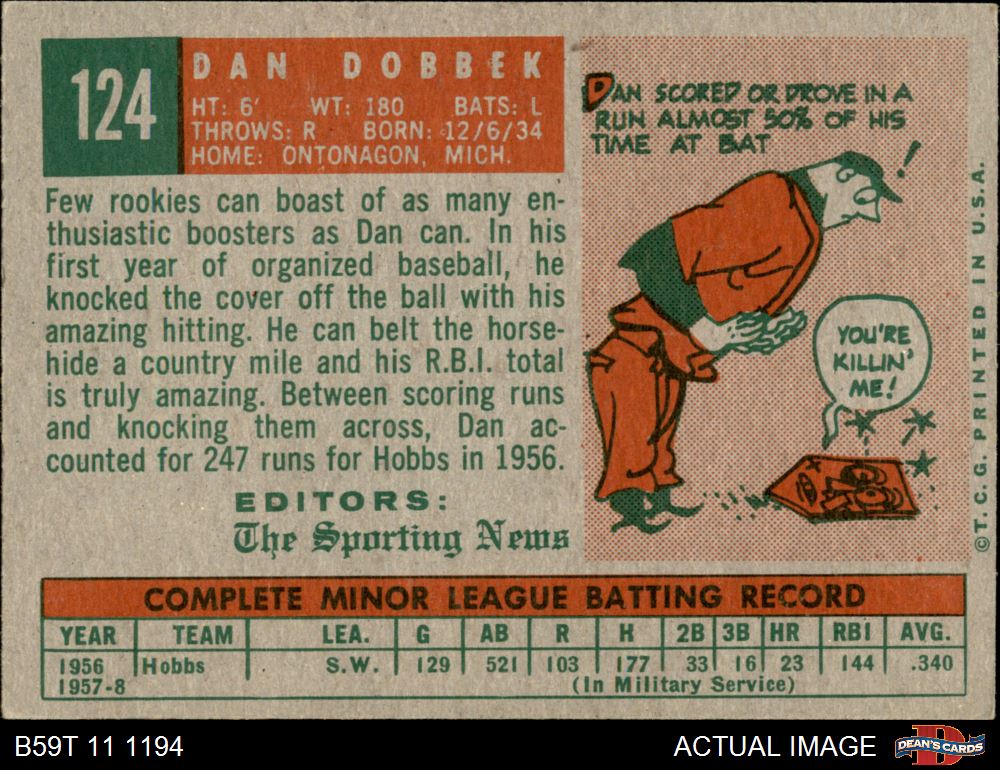 124
DAN DOBBEK
HT: 6' WT: 180 BATS: L
THROWS: R BORN: 12/6/34
HOME: ONTONAGON, MICH.
Few rookies can boast of as many en-
thusiastic boosters as Dan can. In his
first year of organized baseball, he
knocked the cover off the ball with his
amazing hitting. He can belt the horse-
hide a country mile and his R.B.I. total
is truly amazing. Between scoring runs
and knocking them across, Dan ac-
counted for 247 runs for Hobbs in 1956.
EDITORS:
The Sporting News
DAN SCORED OR DROVE IN A
RUN ALMOST 50% OF HIS
TIME AT BAT
!
YOU'RE
KILLIN'
ME!
© T.C.G. PRINTED IN U.S.A.
COMPLETE MINOR LEAGUE BATTING RECORD
YEAR TEAM LEA. G AB R H 2B 3B HR RBI AVG.
1956 Hobbs S.W. 129 521 103 177 33 16 23 144 .340
1957-8 (In Military Service)
B59T 11 1194
ACTUAL IMAGE
DEAN'S CARDS